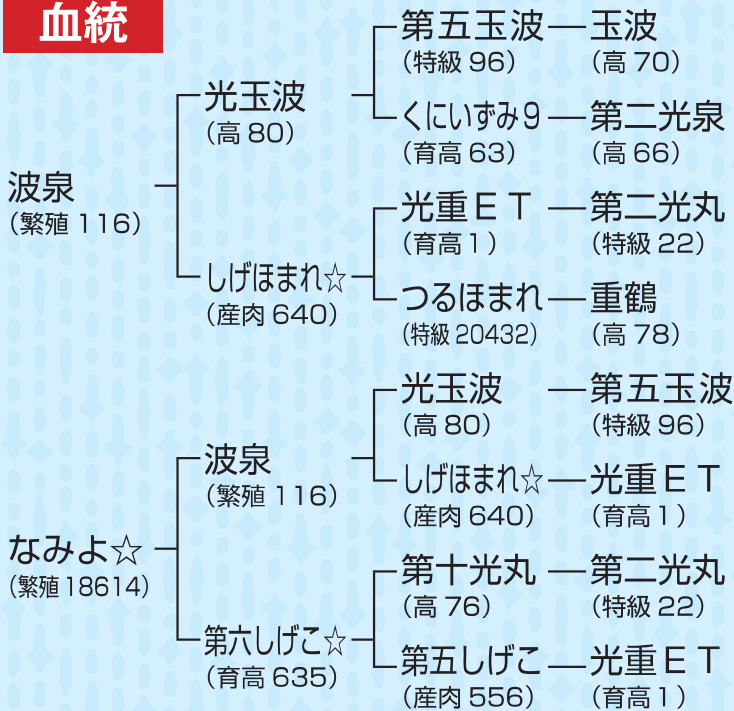 血統
波泉
（繁殖 116）
光玉波
（高 80）
第五玉波
（特級 96）
玉波
（高 70）
くにいずみ9
（育高 63）
第二光泉
（高 66）
しげほまれ☆
（産肉 640）
光重ET
（育高1）
第二光丸
（特級 22）
つるほまれ
（特級 20432）
重鶴
（高 78）
なみよ☆
（繁殖 18614）
波泉
（繁殖 116）
光玉波
（高 80）
第五玉波
（特級 96）
しげほまれ☆
（産肉 640）
光重ET
（育高1）
第六しげこ☆
（育高 635）
第十光丸
（高 76）
第二光丸
（特級 22）
第五しげこ
（産肉 556）
光重ET
（育高1）